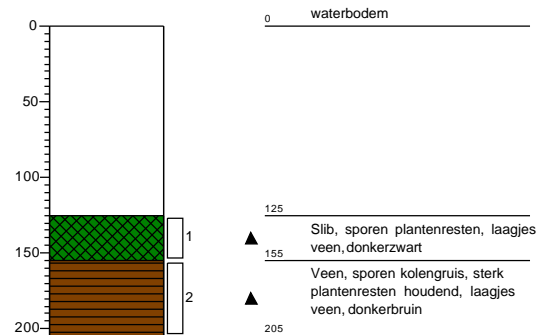 0
waterbodem
0
50
100
125
1
Slib, sporen plantenresten, laagjes
veen, donkerzwart
150
155
2
Veen, sporen kolengruis, sterk
plantenresten houdend, laagjes
veen, donkerbruin
200
205